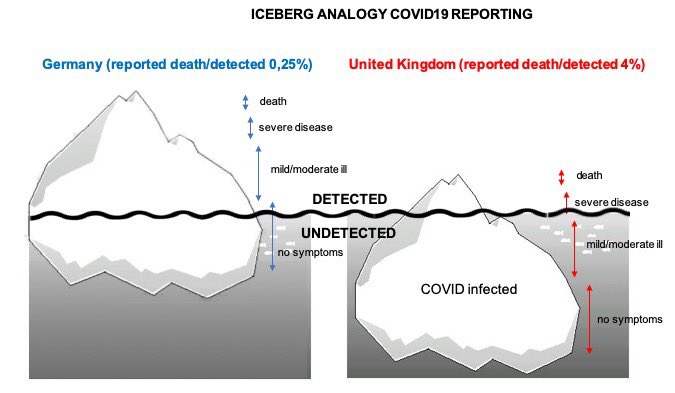 ICEBERG ANALOGY COVID19 REPORTING
Germany (reported death/detected 0,25%)
United Kingdom (reported death/detected 4%)
death
severe disease
mild/moderate ill
death
DETECTED
severe disease
UNDETECTED
mild/moderate ill
no symptoms
COVID infected
no symptoms